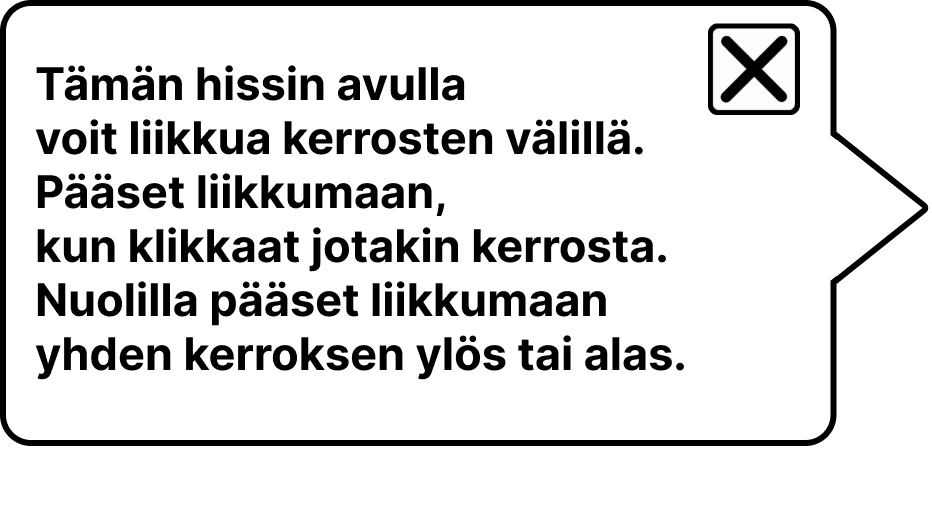 Tämän hissin avulla
voit liikkua kerrosten välillä.
Pääset liikkumaan,
kun klikkaat jotakin kerrosta.
Nuolilla pääset liikkumaan
yhden kerroksen ylös tai alas.